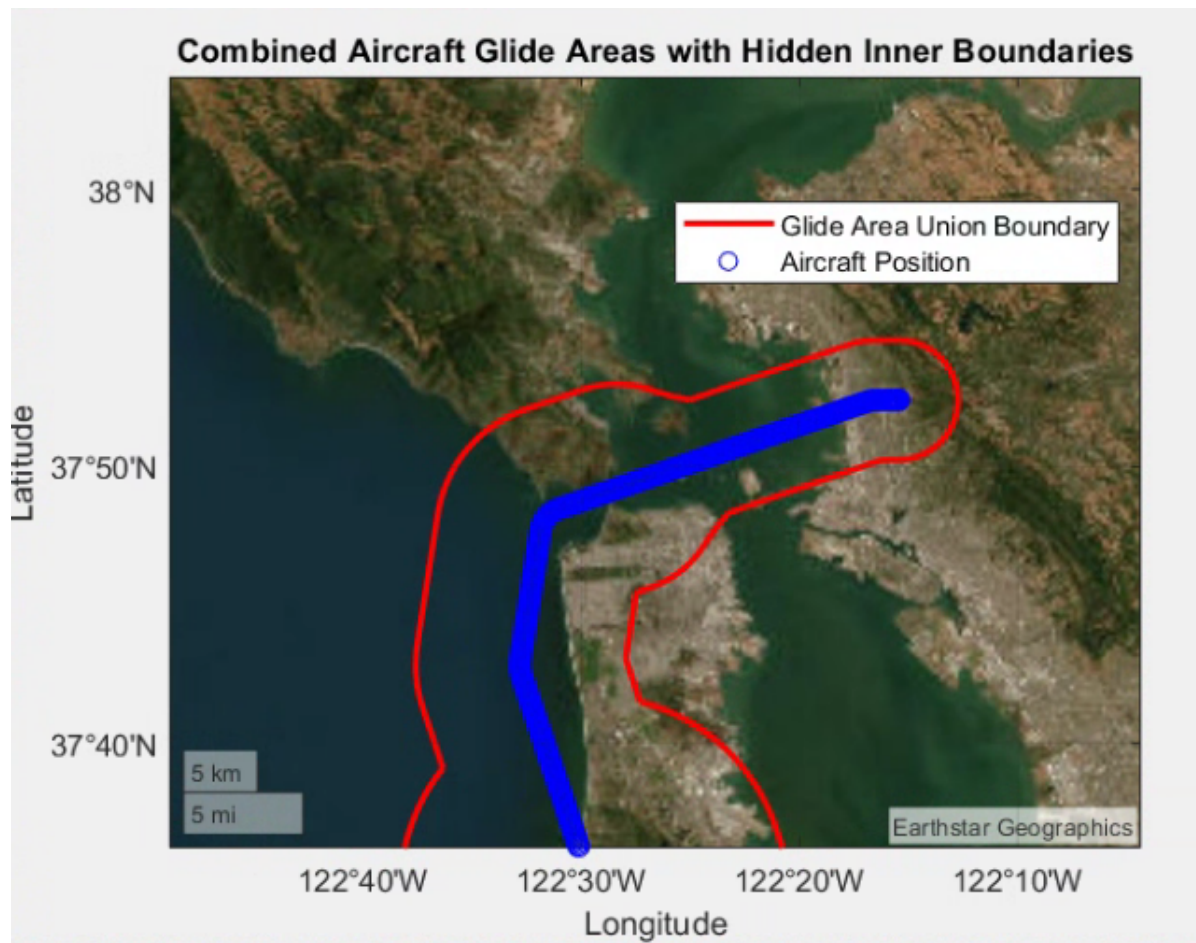 Combined Aircraft Glide Areas with Hidden Inner Boundaries
38°N
Glide Area Union Boundary
Aircraft Position
Latitude
37°50'N
37°40'N
5 km
5 mi
Earthstar Geographics
122°40'W
122°30'W
122°20'W
122°10'W
Longitude